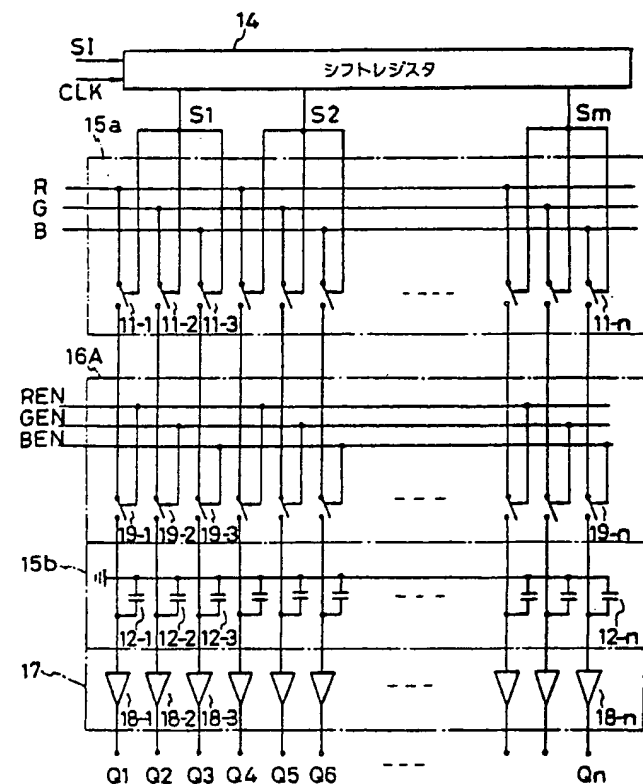 14
SI
シフトレジスタ
CLK
S1 S2 Sm
15a
R
G
B
11-1 11-2 11-3 11-n
16A
REN
GEN
BEN
19-1 19-2 19-3 19-n
15b
12-1 12-2 12-3 12-n
17
18-1 18-2 18-3 18-n
Q1 Q2 Q3 Q4 Q5 Q6 Qn